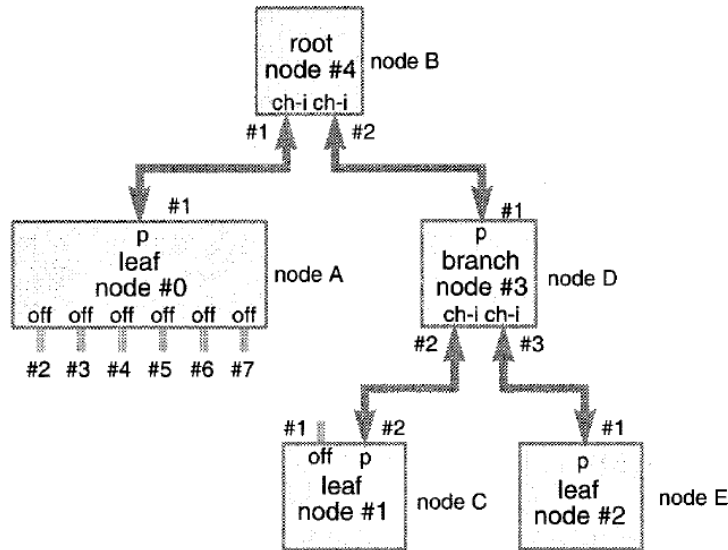 root
node #4
node B
ch-i ch-i
#1
#2
#1
p
leaf
node #0
node A
off off off off off off
#2 #3 #4 #5 #6 #7
#1
p
branch
node #3
node D
ch-i ch-i
#2
#3
#1
#2
off p
leaf
node #1
node C
#1
p
leaf
node #2
node E